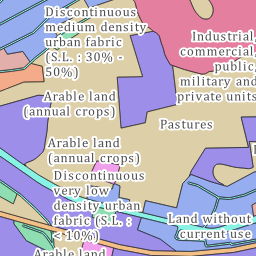 Discontinuous
medium density
urban fabric
(S.L. : 30% -
50%)
Industrial,
commercial,
public,
military and
private units
Arable land
(annual crops)
Pastures
Arable land
(annual crops)
Discontinuous
very low
density urban
fabric (S.L. :
< 10%)
Land without
current use
Arable land